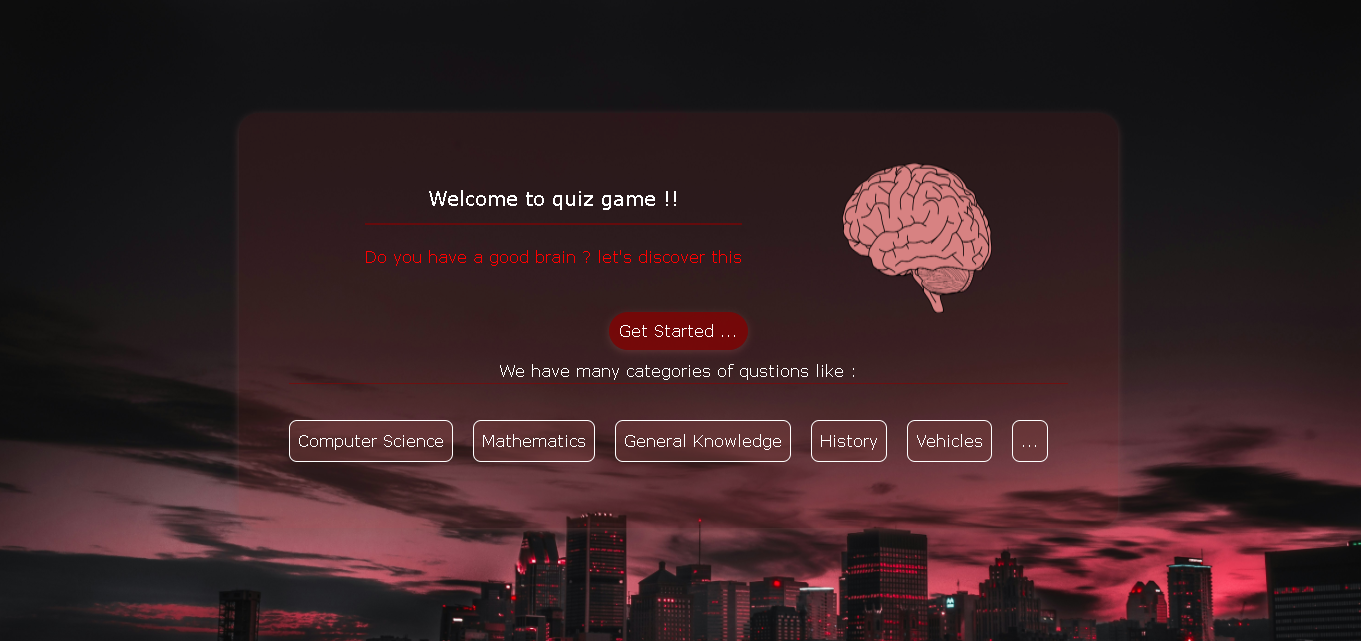 Welcome to quiz game !!
Do you have a good brain ? let's discover this
Get Started ...
We have many categories of qustions like :
Computer Science
Mathematics
General Knowledge
History
Vehicles
...